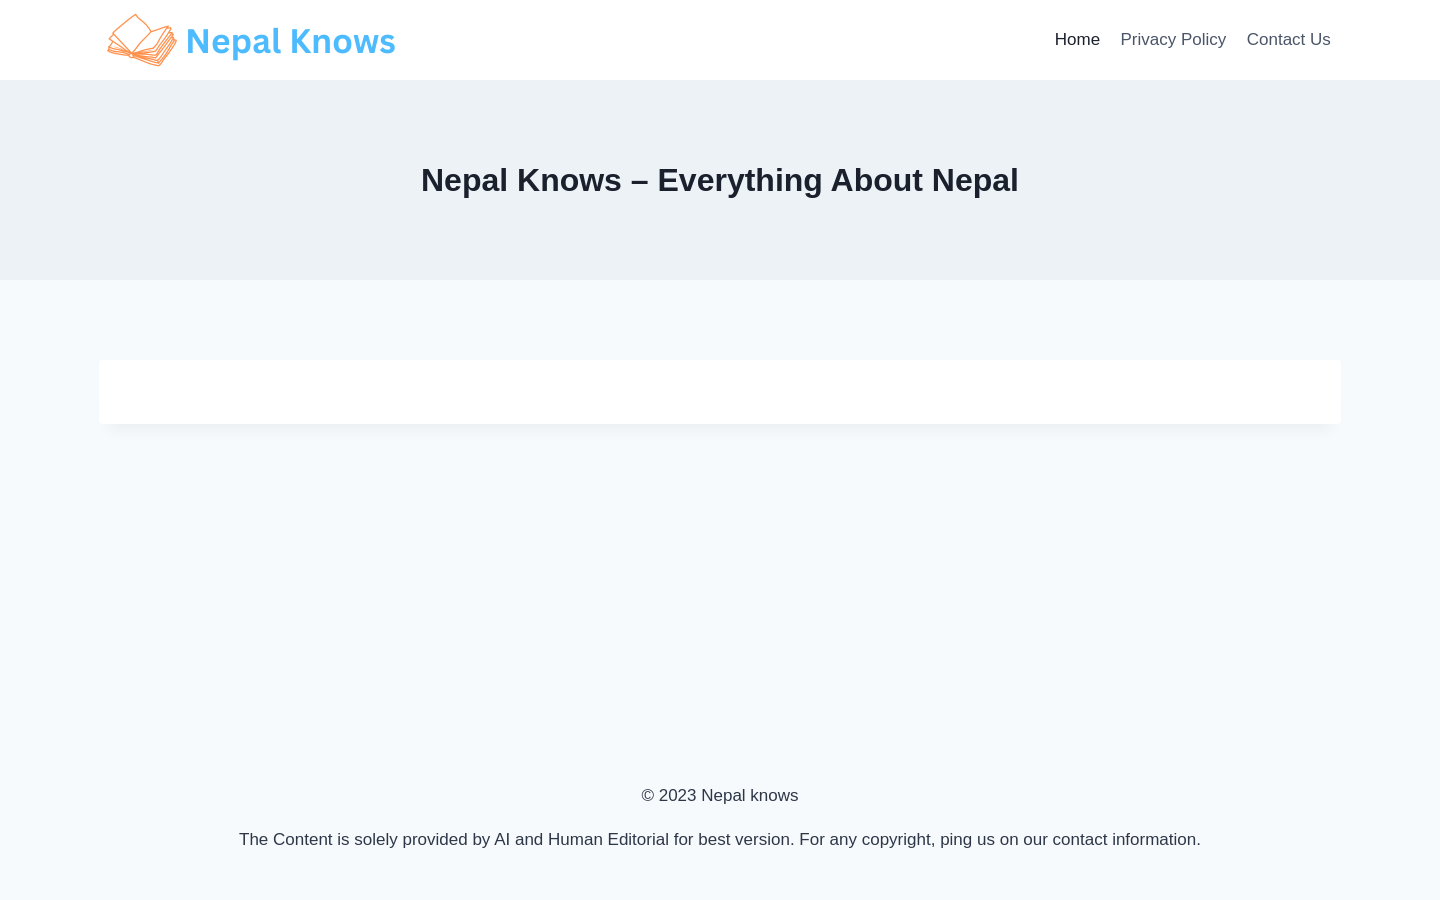 Nepal Knows
Home Privacy Policy Contact Us
Nepal Knows – Everything About Nepal
© 2023 Nepal knows
The Content is solely provided by AI and Human Editorial for best version. For any copyright, ping us on our contact information.